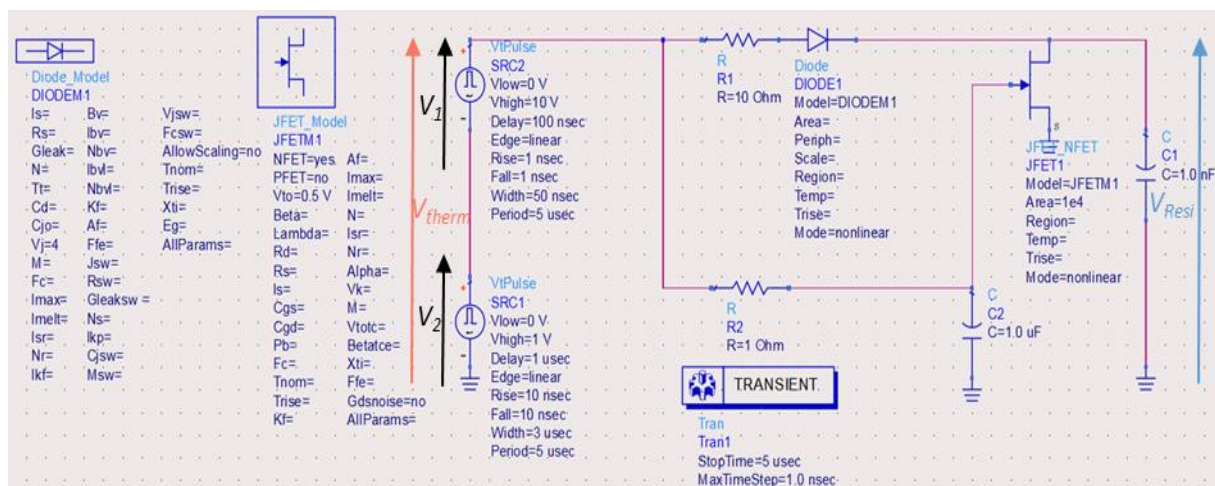 Diode_Model
DIODEM1
Is=
Rs=
Gleak=
N=
Tt=
Cd=
Cjo=
Vj=4
M=
Fc=
Imax=
Imelt=
Isr=
Nr=
Ikf=
Bv=
Ibv=
Nbv=
Ibvl=
Nbvl=
Kf=
Af=
Ffe=
Jsw=
Rsw=
Gleaksw =
Ns=
Ikp=
Cjsw=
Msw=
Vjsw=
Fcsw=
AllowScaling=no
Tnom=
Trise=
Xti=
Eg=
AllParams=
JFET_Model
JFETM1
NFET=yes
PFET=no
Vto=0.5 V
Beta=
Lambda=
Rd=
Rs=
Is=
Cgs=
Cgd=
Pb=
Fc=
Tnom=
Trise=
Kf=
Af=
Imax=
Imelt=
N=
Isr=
Nr=
Alpha=
Vk=
M=
Vtotc=
Betatce=
Xti=
Ffe=
Gdsnoise=no
AllParams=
Vtherm
V1
V2
+
-
VtPulse
SRC2
Vlow=0 V
Vhigh=10 V
Delay=100 nsec
Edge=linear
Rise=1 nsec
Fall=1 nsec
Width=50 nsec
Period=5 usec
+
-
VtPulse
SRC1
Vlow=0 V
Vhigh=1 V
Delay=1 usec
Edge=linear
Rise=10 nsec
Fall=10 nsec
Width=3 usec
Period=5 usec
R
R1
R=10 Ohm
Diode
DIODE1
Model=DIODEM1
Area=
Periph=
Scale=
Region=
Temp=
Trise=
Mode=nonlinear
R
R2
R=1 Ohm
C
C2
C=1.0 uF
JFET1
Model=JFETM1
Area=1e4
Region=
Temp=
Trise=
Mode=nonlinear
C
C1
C=1.0 nF
VResi
TRANSIENT
Tran
Tran1
StopTime=5 usec
MaxTimeStep=1.0 nsec